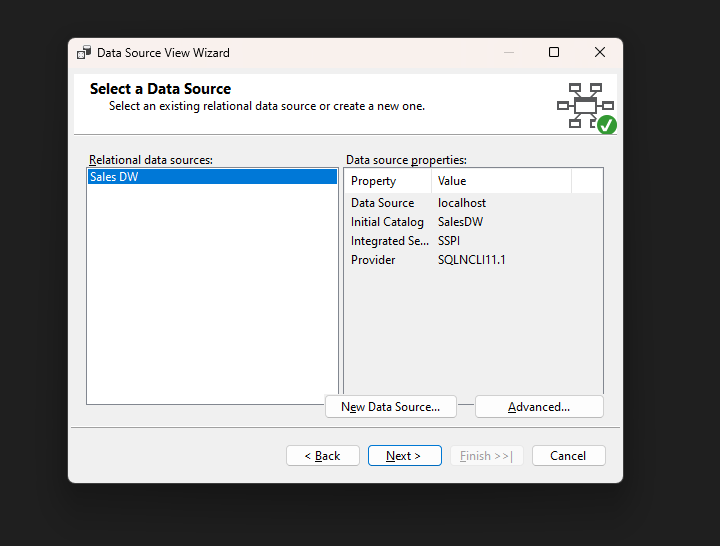 Data Source View Wizard
Select a Data Source
Select an existing relational data source or create a new one.
Relational data sources:
Data source properties:
Sales DW
Property Value
Data Source localhost
Initial Catalog SalesDW
Integrated Se... SSPI
Provider SQLNCLI11.1
New Data Source... Advanced...
< Back Next > Finish >>| Cancel